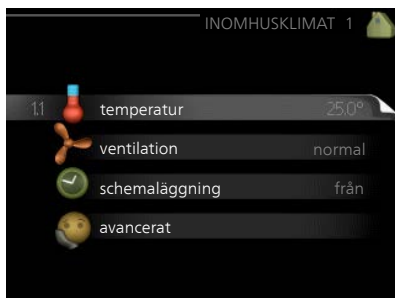 INOMHUSKLIMAT 1
1.1 temperatur 25.0°
ventilation normal
schemaläggning från
avancerat